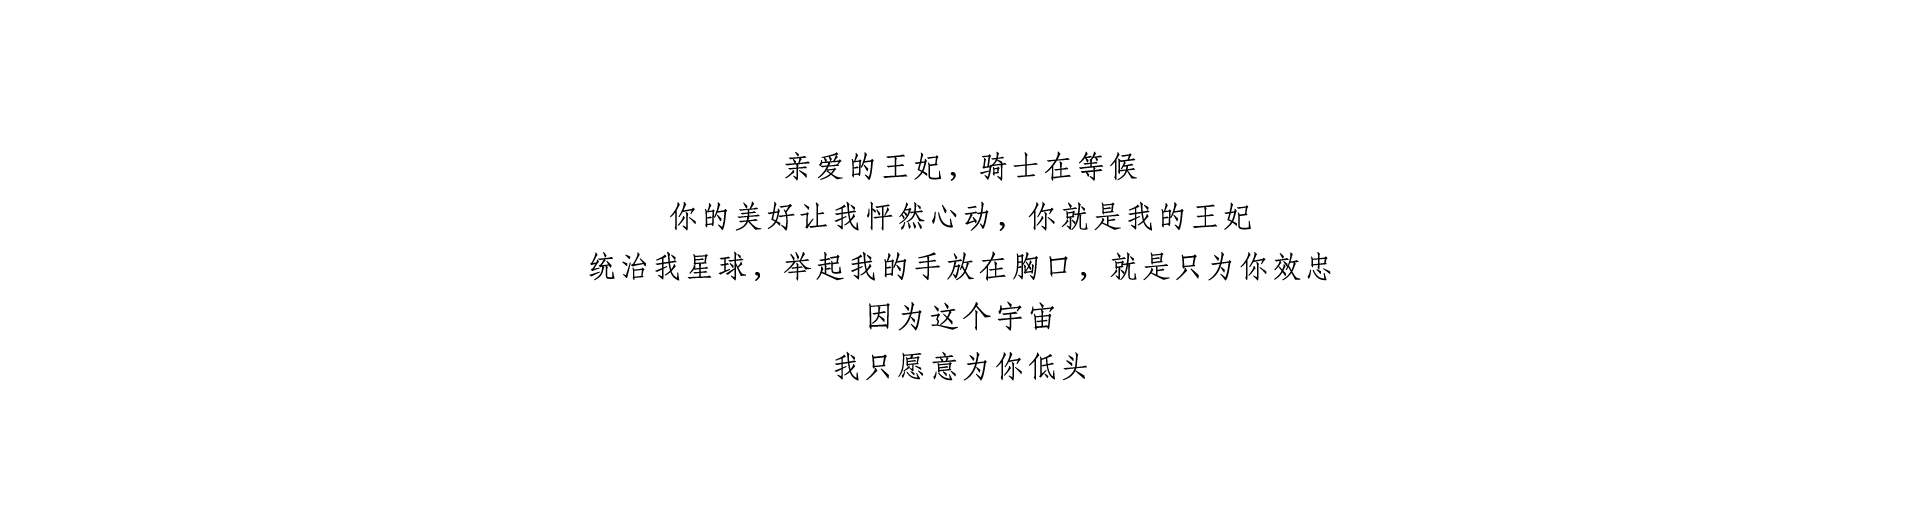 亲爱的王妃，骑士在等候
你的美好让我怦然心动，你就是我的王妃
统治我星球，举起我的手放在胸口，就是只为你效忠
因为这个宇宙
我只愿意为你低头